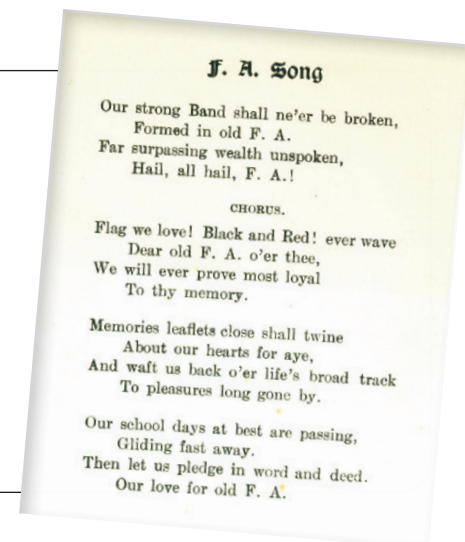 F. A. Song
Our strong Band shall ne'er be broken,
Formed in old F. A.
Far surpassing wealth unspoken,
Hail, all hail, F. A.!
CHORUS.
Flag we love! Black and Red! ever wave
Dear old F. A. o'er thee,
We will ever prove most loyal
To thy memory.
Memories leaflets close shall twine
About our hearts for aye,
And waft us back o'er life's broad track
To pleasures long gone by.
Our school days at best are passing,
Gliding fast away.
Then let us pledge in word and deed.
Our love for old F. A.